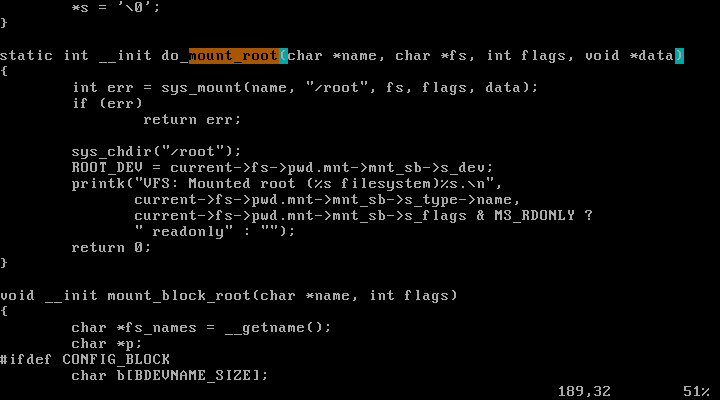 *s = '\0';
}

static int __init do_mount_root(char *name, char *fs, int flags, void *data)
{
        int err = sys_mount(name, "/root", fs, flags, data);
        if (err)
                return err;

        sys_chdir("/root");
        ROOT_DEV = current->fs->pwd.mnt->mnt_sb->s_dev;
        printk("VFS: Mounted root (%s filesystem)%s.\n",
               current->fs->pwd.mnt->mnt_sb->s_type->name,
               current->fs->pwd.mnt->mnt_sb->s_flags & MS_RDONLY ?
               " readonly" : "");
        return 0;
}

void __init mount_block_root(char *name, int flags)
{
        char *fs_names = __getname();
        char *p;
#ifdef CONFIG_BLOCK
        char b[BDEVNAME_SIZE];
189,32 51%